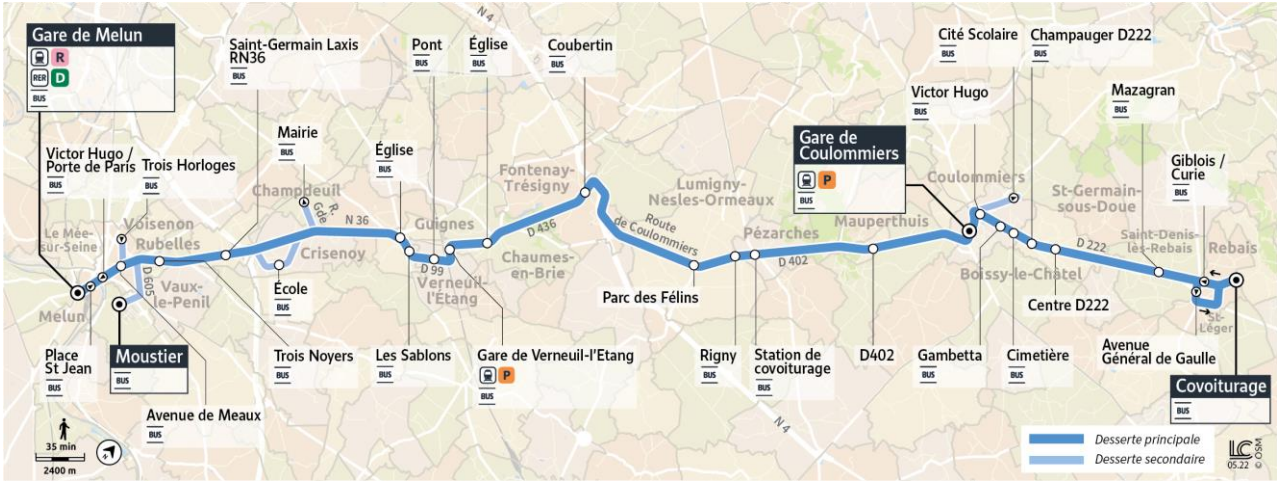 Gare de Melun
R
RER D
BUS
Saint-Germain Laxis
RN36
BUS
Pont
BUS
Église
BUS
Coubertin
BUS
N 4
Cité Scolaire
BUS
Champauger D222
BUS
Victor Hugo
BUS
Mazagran
BUS
Gare de
Coulommiers
P
Giblois /
Curie
BUS
Victor Hugo /
Porte de Paris
BUS
Trois Horloges
BUS
Mairie
BUS
Église
BUS
Le Mée-
sur-Seine
Voisenon
Rubelles
Champdeuil
R.
Gde
N 36
Crisenoy
Guignes
Fontenay-
Trésigny
D 436
Chaumes-
en-Brie
Lumigny-
Nesles-Ormeaux
Route
de Coulommiers
Pézarches
D 402
Mauperthuis
Coulommiers
St-Germain-
sous-Doue
Saint-Denis-
lès-Rebais
Rebais
D 222
Boissy-le-Châtel
St-
Léger
Melun
D 605
Vaux-
le-Penil
D 99
Verneuil-
l'Étang
École
BUS
Parc des Félins
Centre D222
Place
St Jean
BUS
Moustier
BUS
Avenue de Meaux
BUS
Trois Noyers
BUS
Les Sablons
BUS
Gare de Verneuil-l'Etang
P
BUS
Rigny
BUS
Station de
covoiturage
BUS
D402
Gambetta
BUS
Cimetière
BUS
Avenue
Général de Gaulle
Covoiturage
BUS
N 4
35 min
2400 m
Desserte principale
Desserte secondaire
LC
05.22
© OSM